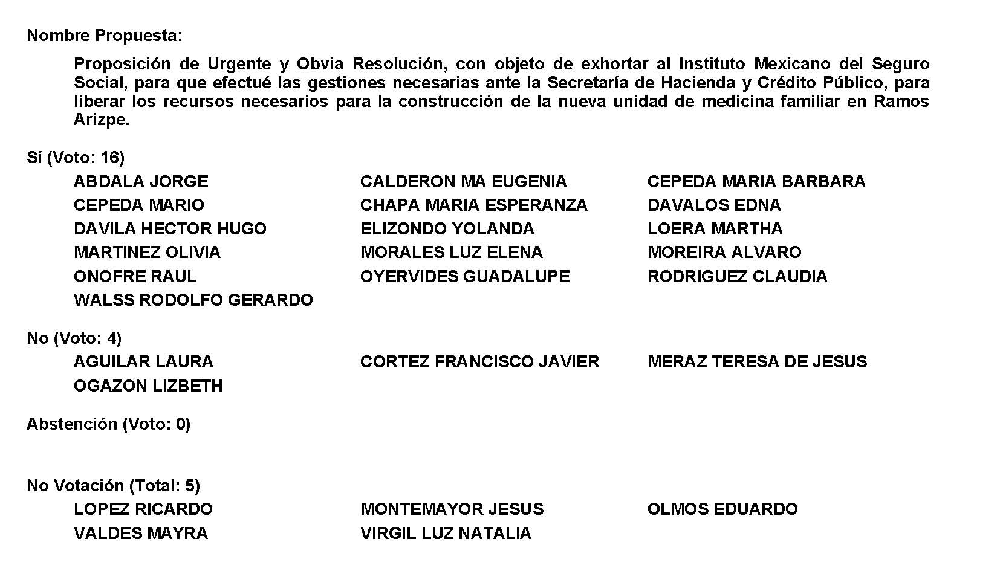 Nombre Propuesta:
Proposición de Urgente y Obvia Resolución, con objeto de exhortar al Instituto Mexicano del Seguro
Social, para que efectué las gestiones necesarias ante la Secretaría de Hacienda y Crédito Público, para
liberar los recursos necesarios para la construcción de la nueva unidad de medicina familiar en Ramos
Arizpe.
Sí (Voto: 16)
ABDALA JORGE CALDERON MA EUGENIA CEPEDA MARIA BARBARA
CEPEDA MARIO CHAPA MARIA ESPERANZA DAVALOS EDNA
DAVILA HECTOR HUGO ELIZONDO YOLANDA LOERA MARTHA
MARTINEZ OLIVIA MORALES LUZ ELENA MOREIRA ALVARO
ONOFRE RAUL OYERVIDES GUADALUPE RODRIGUEZ CLAUDIA
WALSS RODOLFO GERARDO
No (Voto: 4)
AGUILAR LAURA CORTEZ FRANCISCO JAVIER MERAZ TERESA DE JESUS
OGAZON LIZBETH
Abstención (Voto: 0)
No Votación (Total: 5)
LOPEZ RICARDO MONTEMAYOR JESUS OLMOS EDUARDO
VALDES MAYRA VIRGIL LUZ NATALIA